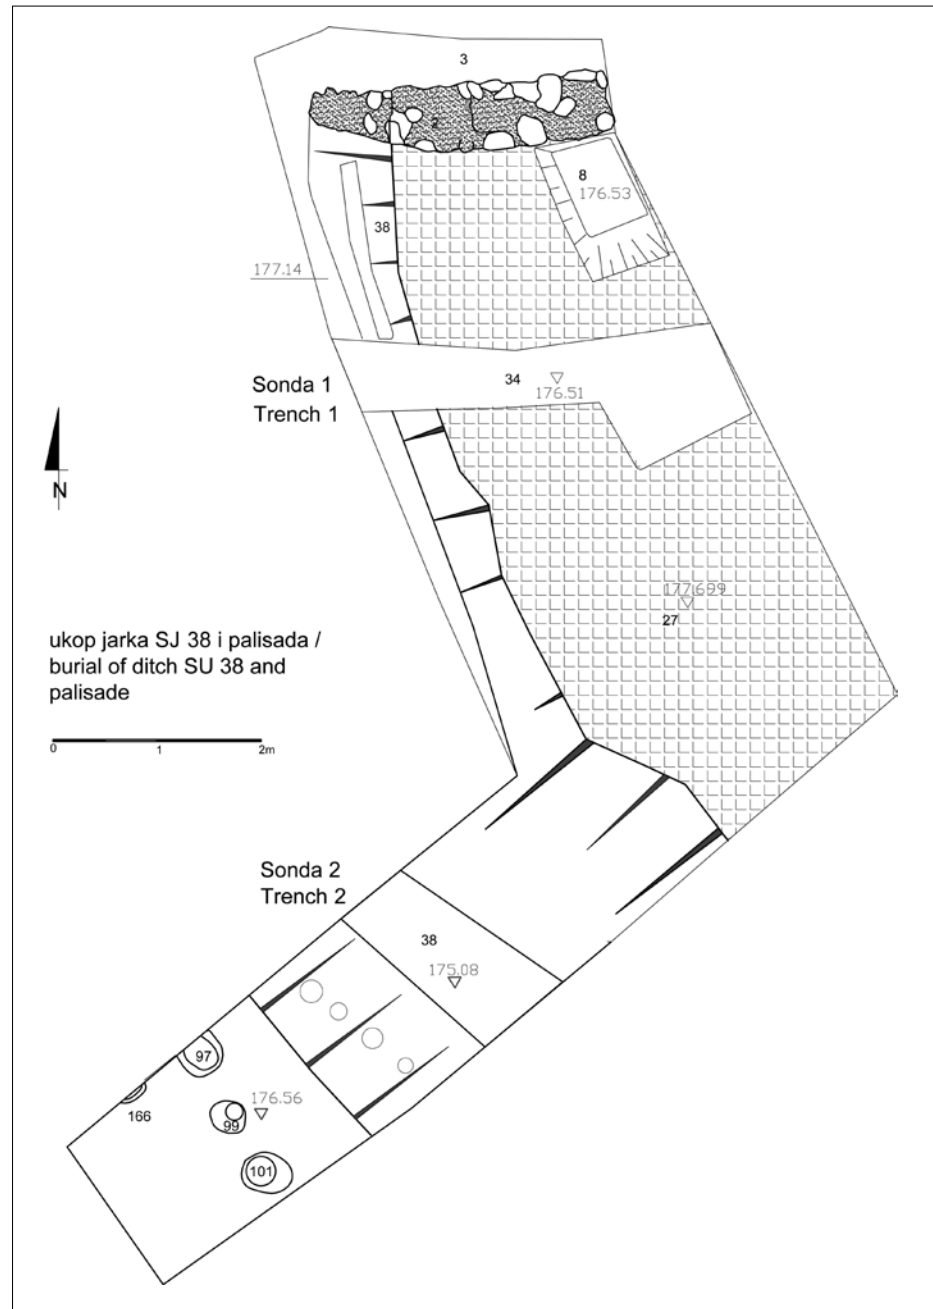 3
2
8
176.53
38
177.14
34
176.51
Sonda 1
Trench 1
N
177.699
27
ukop jarka SJ 38 i palisada /
burial of ditch SU 38 and
palisade
0 1 2m
Sonda 2
Trench 2
38
175.08
97
176.56
166
99
101